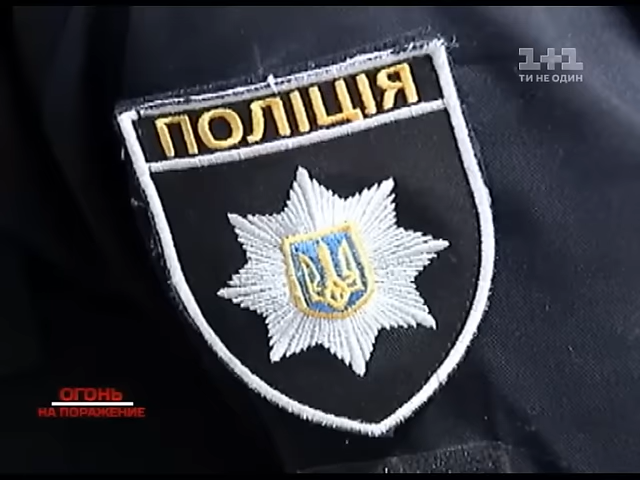 1+1
ТИ НЕ ОДИН
ПОЛІЦІЯ
ОГОНЬ
НА ПОРАЖЕНИЕ